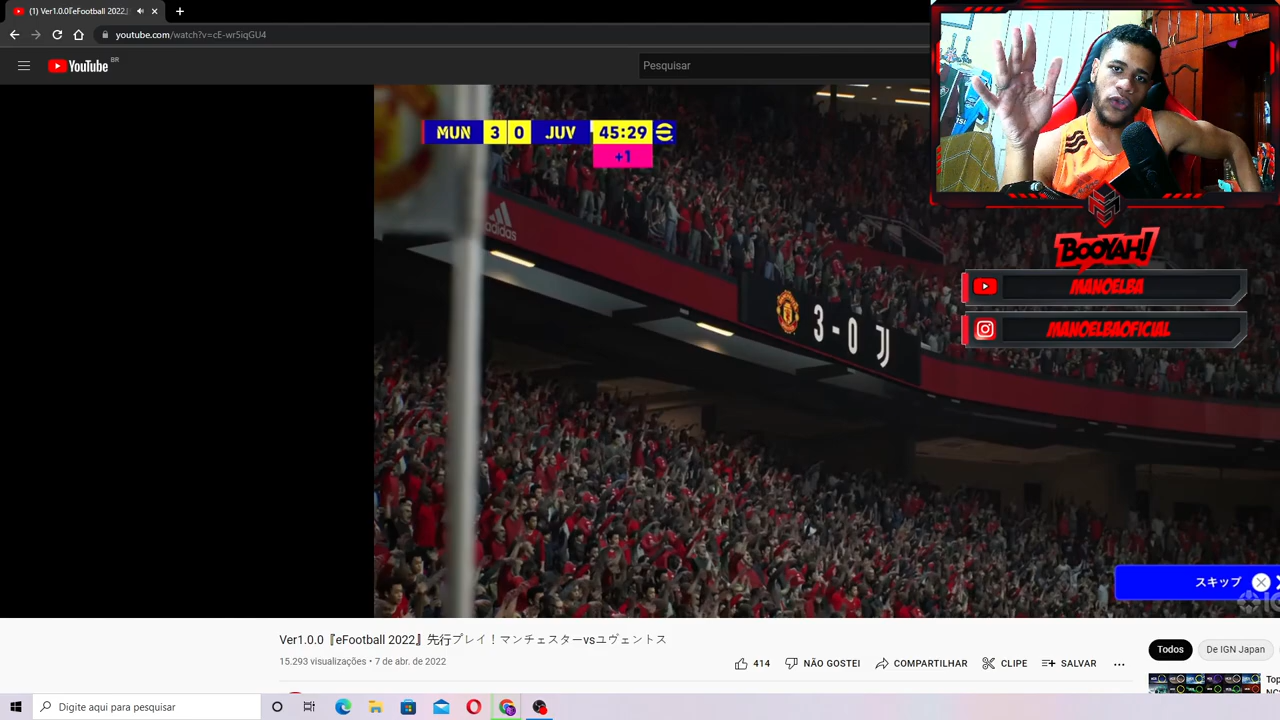 (1) Ver1.0.0『eFootball 2022』
youtube.com/watch?v=cE-wr5iqGU4
YouTube BR
Pesquisar
MUN 3 0 JUV 45:29
+1
adidas
3-0
BOOYAH!
MANOELBA
MANOELBAOFICIAL
スキップ
Ver1.0.0『eFootball 2022』先行プレイ！マンチェスターvsユヴェントス
15.293 visualizações • 7 de abr. de 2022
414
NÃO GOSTEI
COMPARTILHAR
CLIPE
SALVAR
Todos
De IGN Japan
Digite aqui para pesquisar